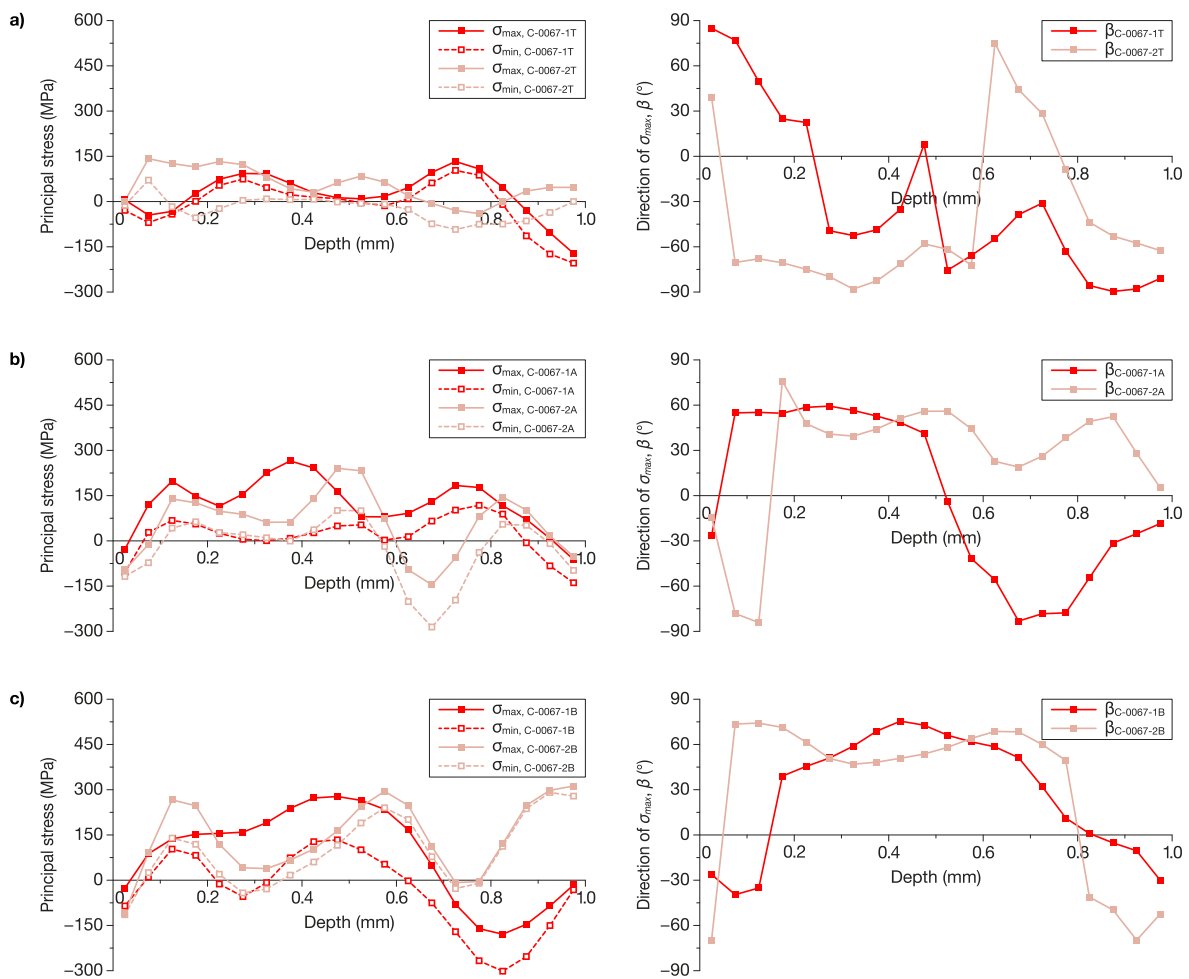 a)
Principal stress (MPa)
600
450
300
150
0
−150
−300
0
0.2
0.4
0.6
0.8
1.0
Depth (mm)
σmax, C-0067-1T
σmin, C-0067-1T
σmax, C-0067-2T
σmin, C-0067-2T
Direction of σmax, β (°)
90
60
30
0
−30
−60
−90
0
0.2
0.4
0.6
0.8
1.0
Depth (mm)
βC-0067-1T
βC-0067-2T
b)
Principal stress (MPa)
600
450
300
150
0
−150
−300
0
0.2
0.4
0.6
0.8
1.0
Depth (mm)
σmax, C-0067-1A
σmin, C-0067-1A
σmax, C-0067-2A
σmin, C-0067-2A
Direction of σmax, β (°)
90
60
30
0
−30
−60
−90
0
0.2
0.4
0.6
0.8
1.0
Depth (mm)
βC-0067-1A
βC-0067-2A
c)
Principal stress (MPa)
600
450
300
150
0
−150
−300
0
0.2
0.4
0.6
0.8
1.0
Depth (mm)
σmax, C-0067-1B
σmin, C-0067-1B
σmax, C-0067-2B
σmin, C-0067-2B
Direction of σmax, β (°)
90
60
30
0
−30
−60
−90
0
0.2
0.4
0.6
0.8
1.0
Depth (mm)
βC-0067-1B
βC-0067-2B